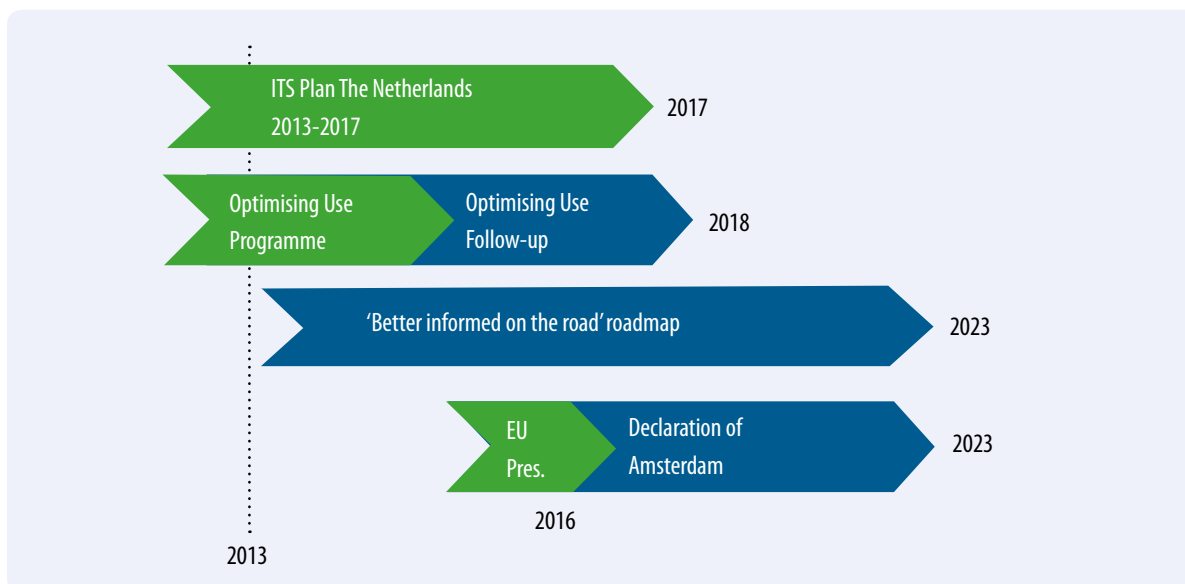 ITS Plan The Netherlands
2013-2017
2017
Optimising Use
Programme
Optimising Use
Follow-up
2018
‘Better informed on the road’ roadmap
2023
EU
Pres.
Declaration of
Amsterdam
2023
2016
2013